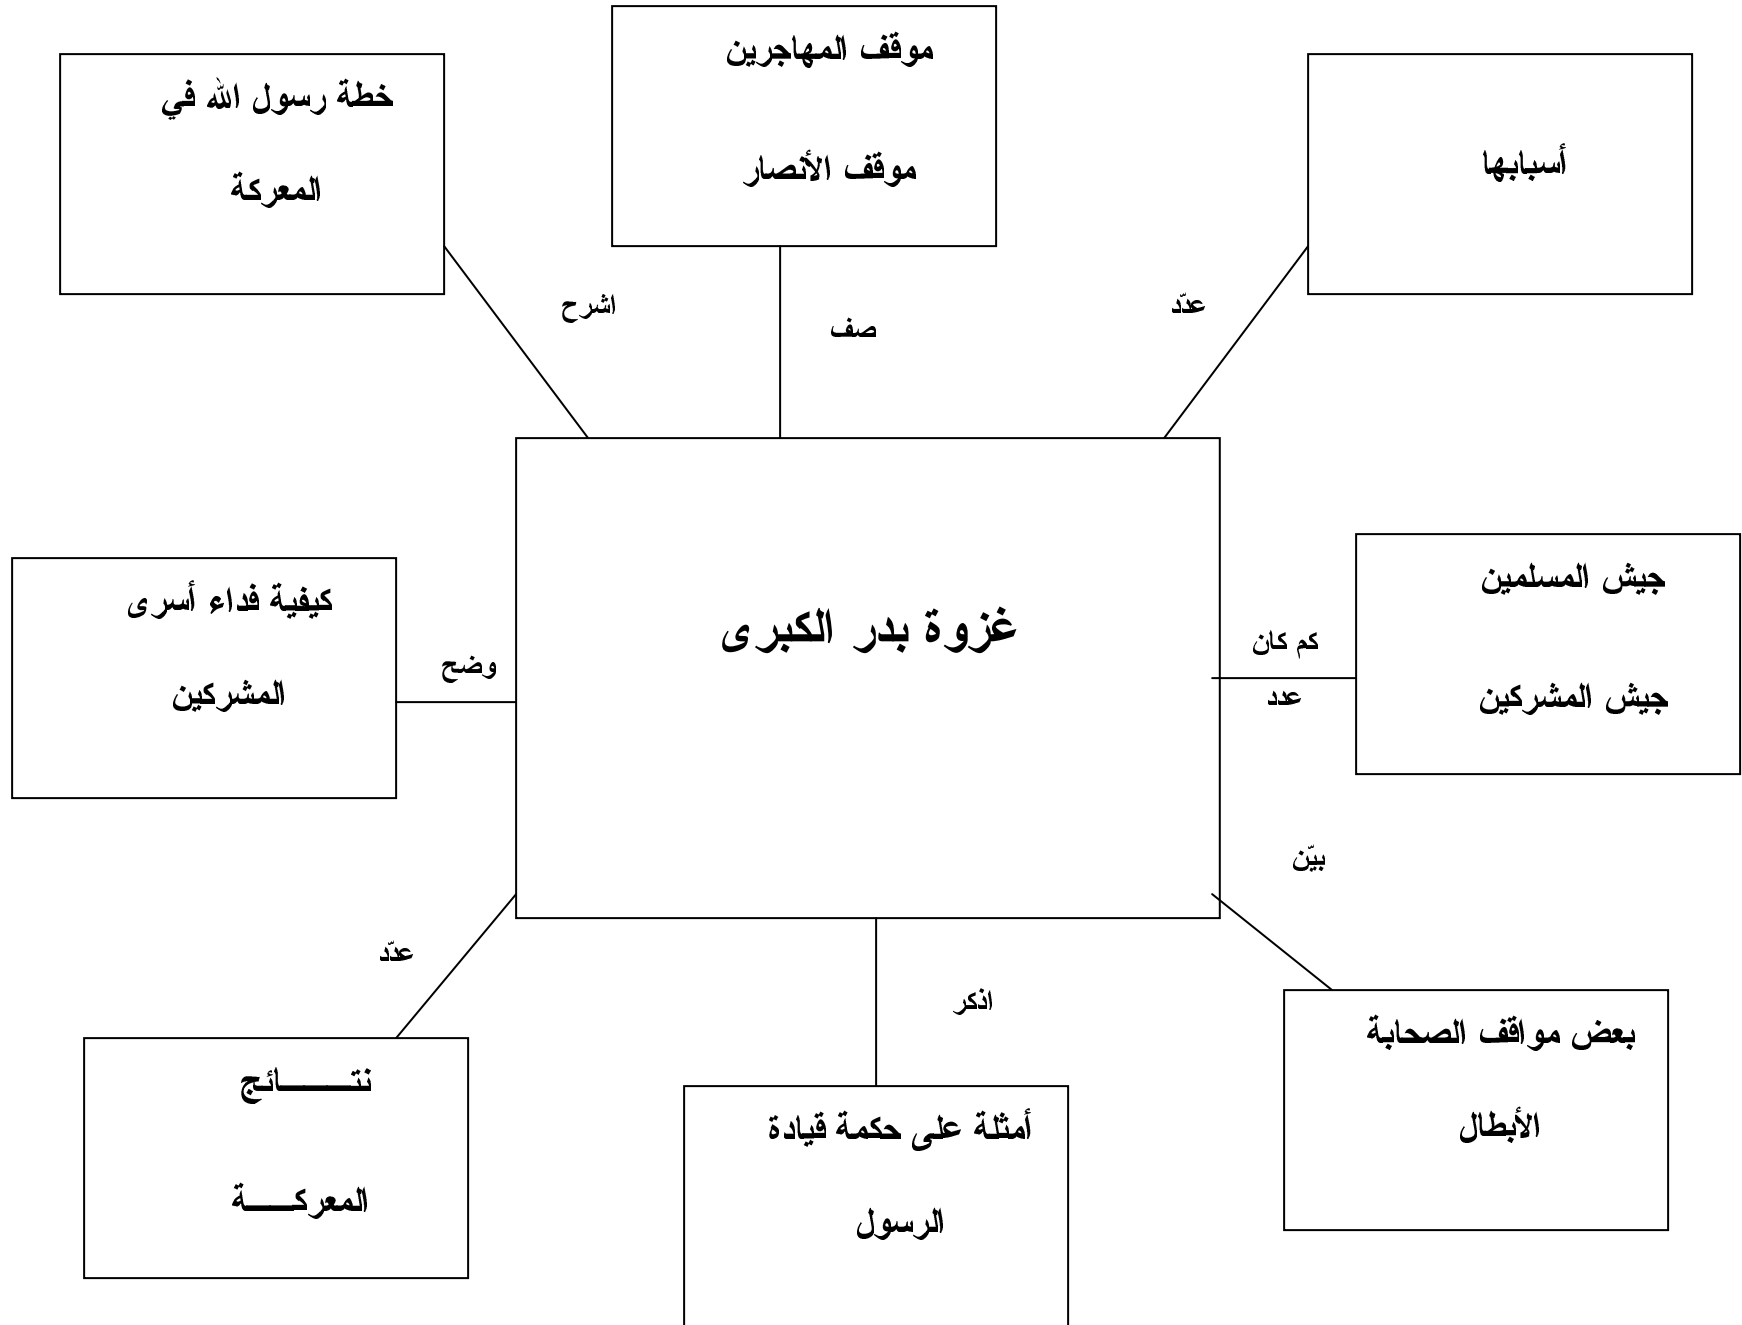 موقف المهاجرين
موقف الأنصار
أسبابها
خطة رسول الله في
المعركة
عدّد
صف
اشرح
غزوة بدر الكبرى
جيش المسلمين
جيش المشركين
كم كان
عدد
كيفية فداء أسرى
المشركين
وضح
بيّن
بعض مواقف الصحابة
الأبطال
اذكر
أمثلة على حكمة قيادة
الرسول
عدّد
نتـــــــائج
المعركـــــة